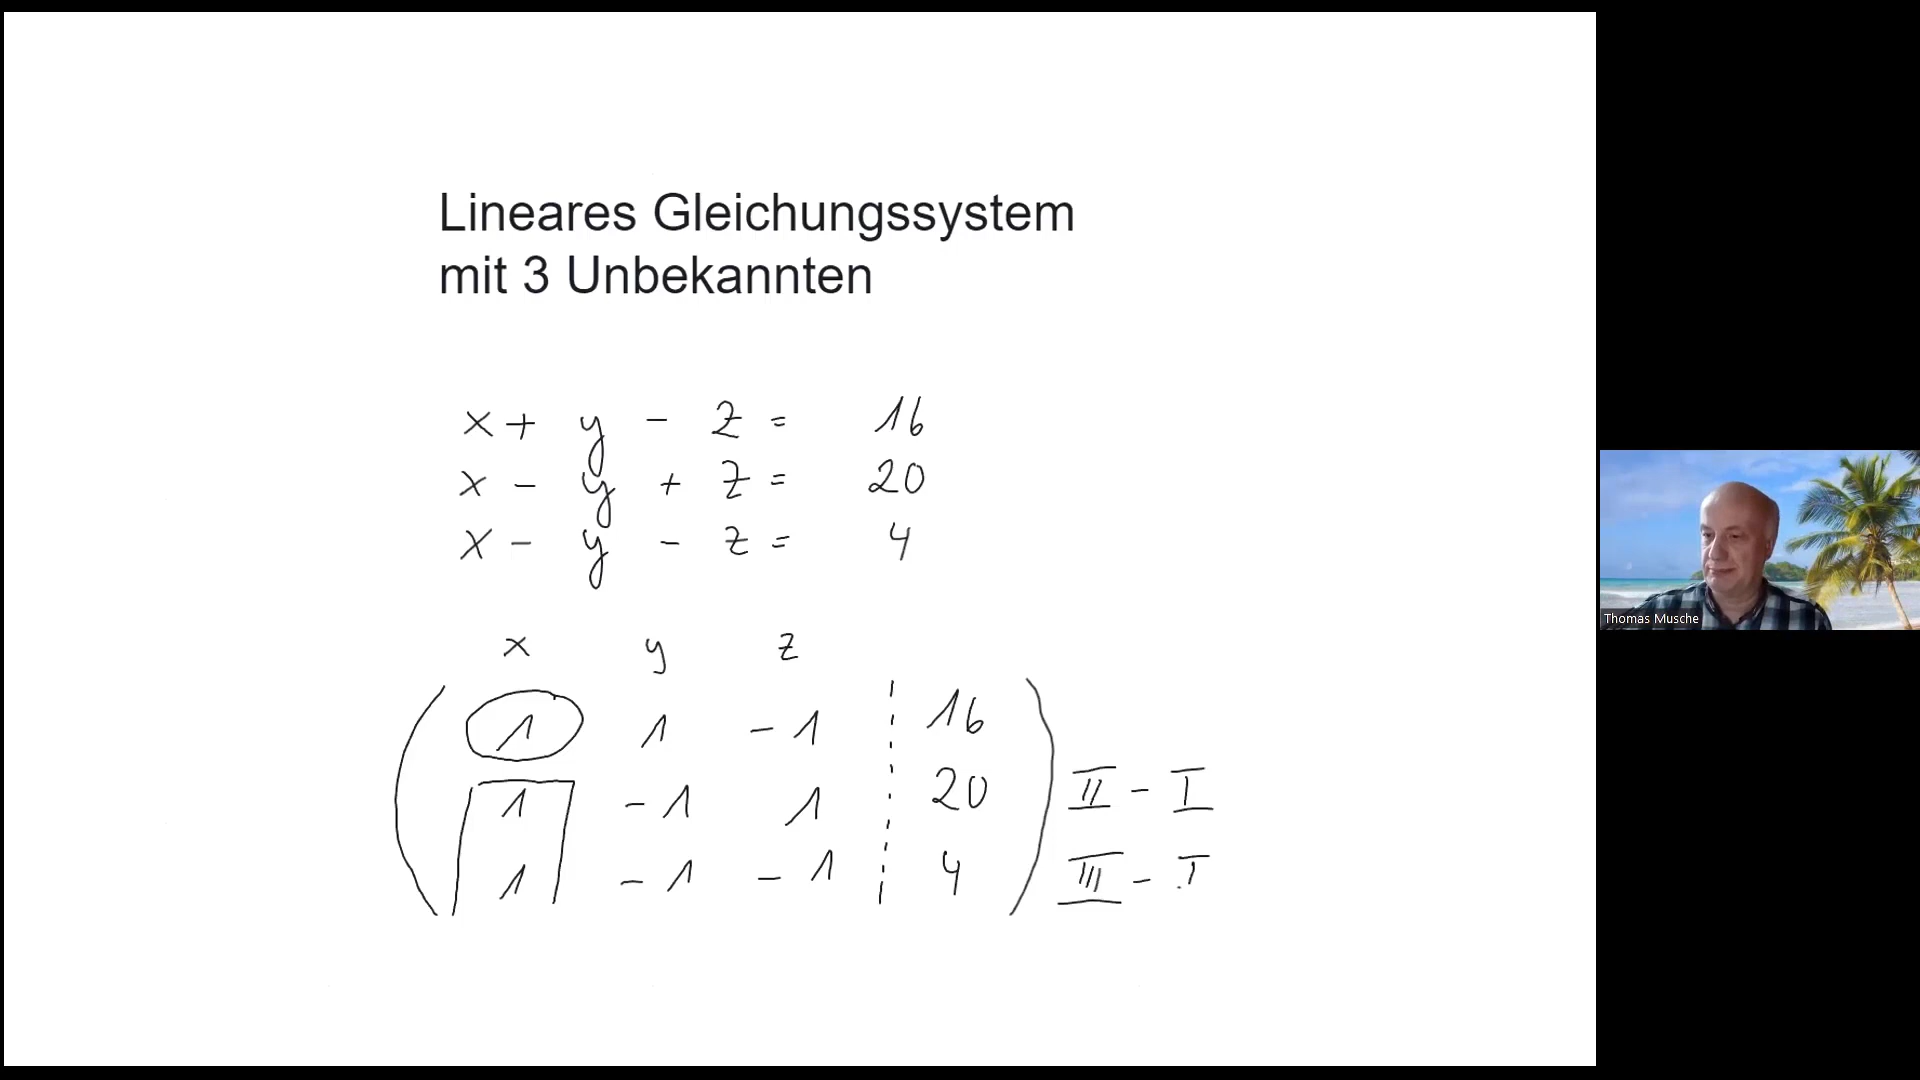 Lineares Gleichungssystem
mit 3 Unbekannten
x + y - z = 16
x - y + z = 20
x - y - z = 4
x y z
1 1 -1 16
1 -1 1 20 II - I
1 -1 -1 4 III - I
Thomas Musche